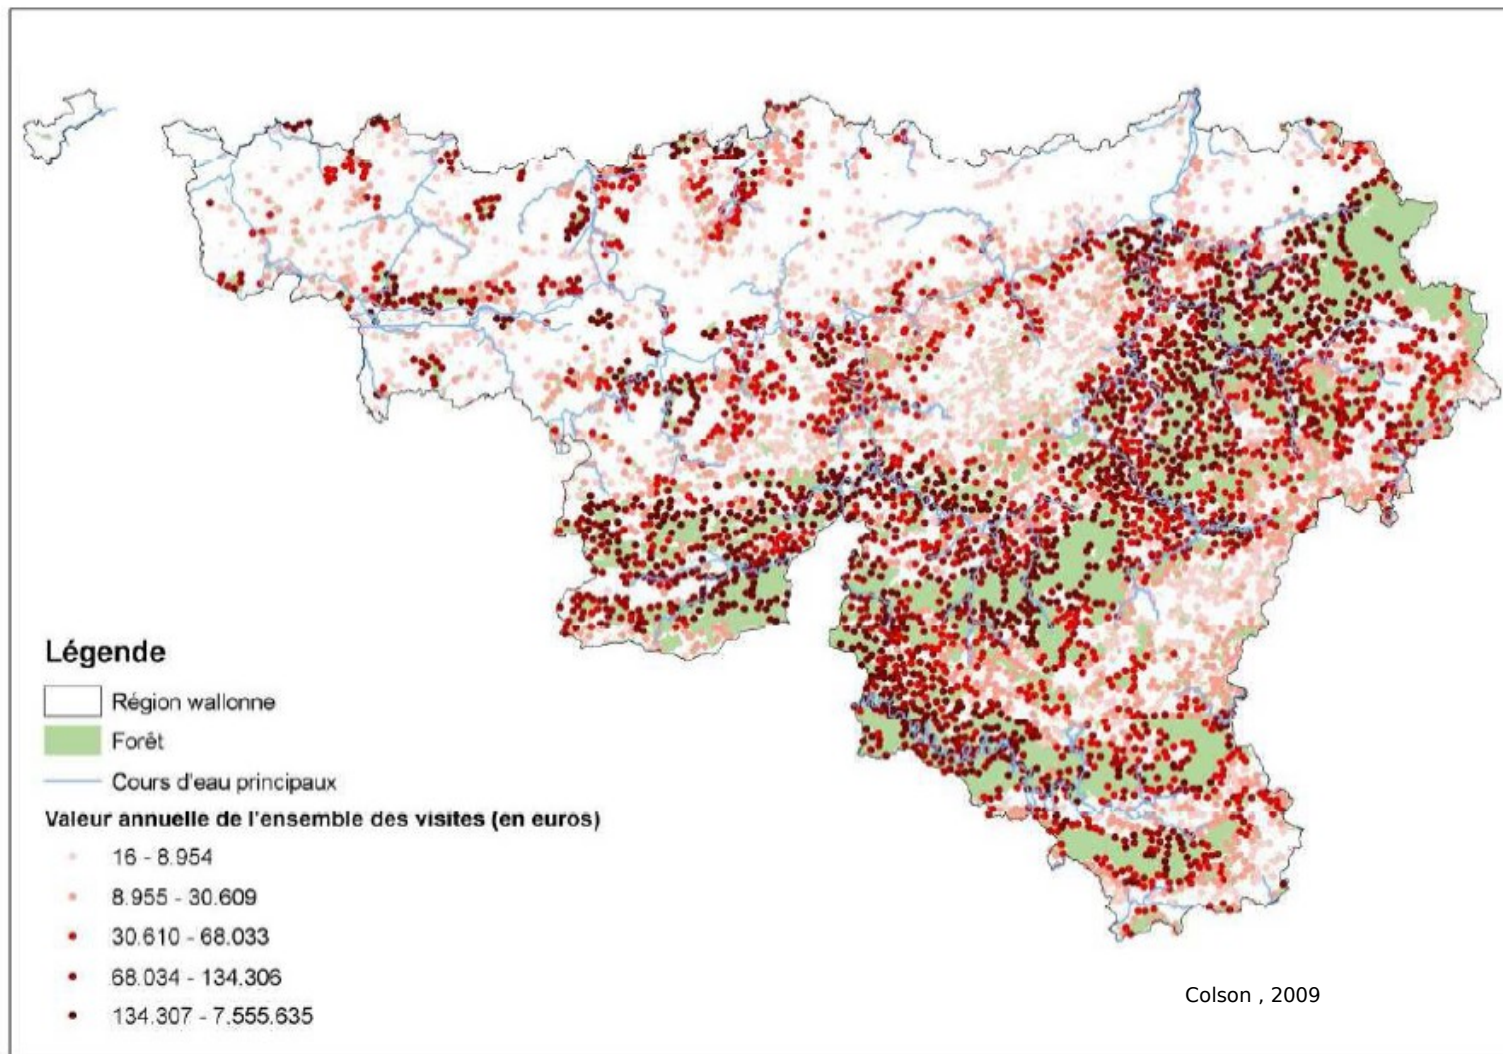 Légende
Région wallonne
Forêt
Cours d'eau principaux
Valeur annuelle de l'ensemble des visites (en euros)
16 - 8.954
8.955 - 30.609
30.610 - 68.033
68.034 - 134.306
134.307 - 7.555.635
Colson , 2009